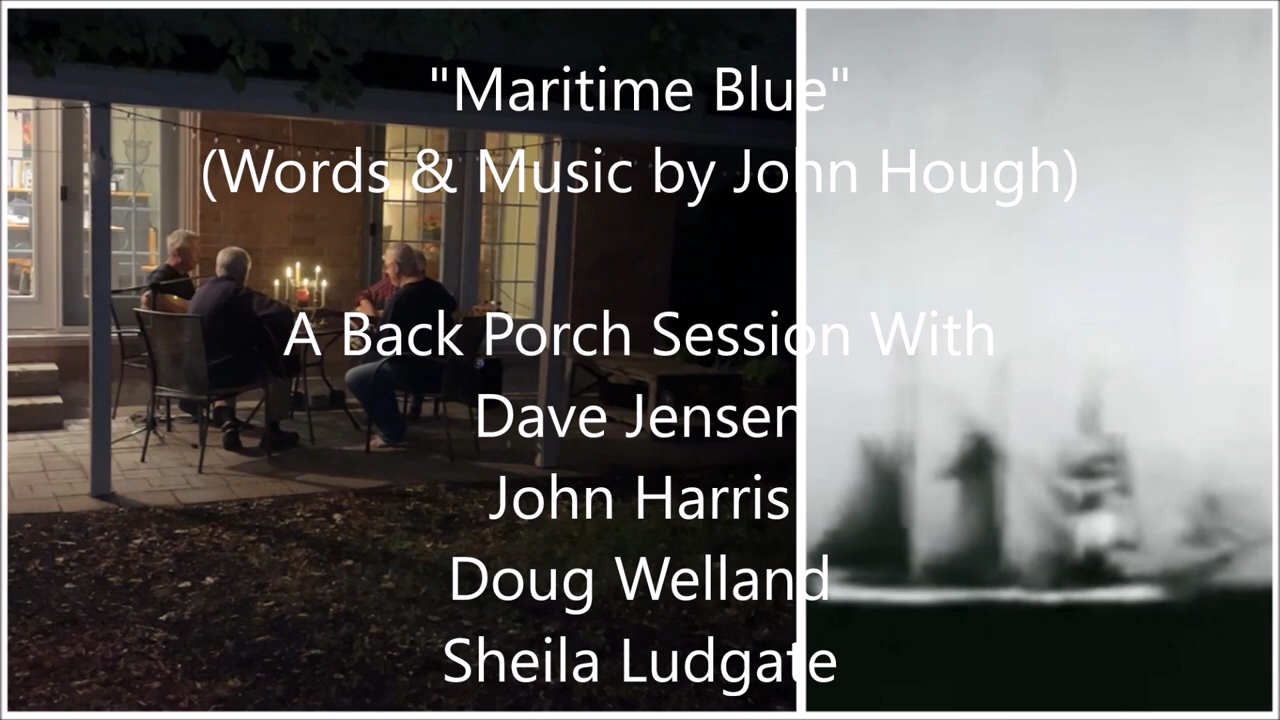 "Maritime Blue"
(Words & Music by John Hough)
A Back Porch Session With
Dave Jensen
John Harris
Doug Welland
Sheila Ludgate